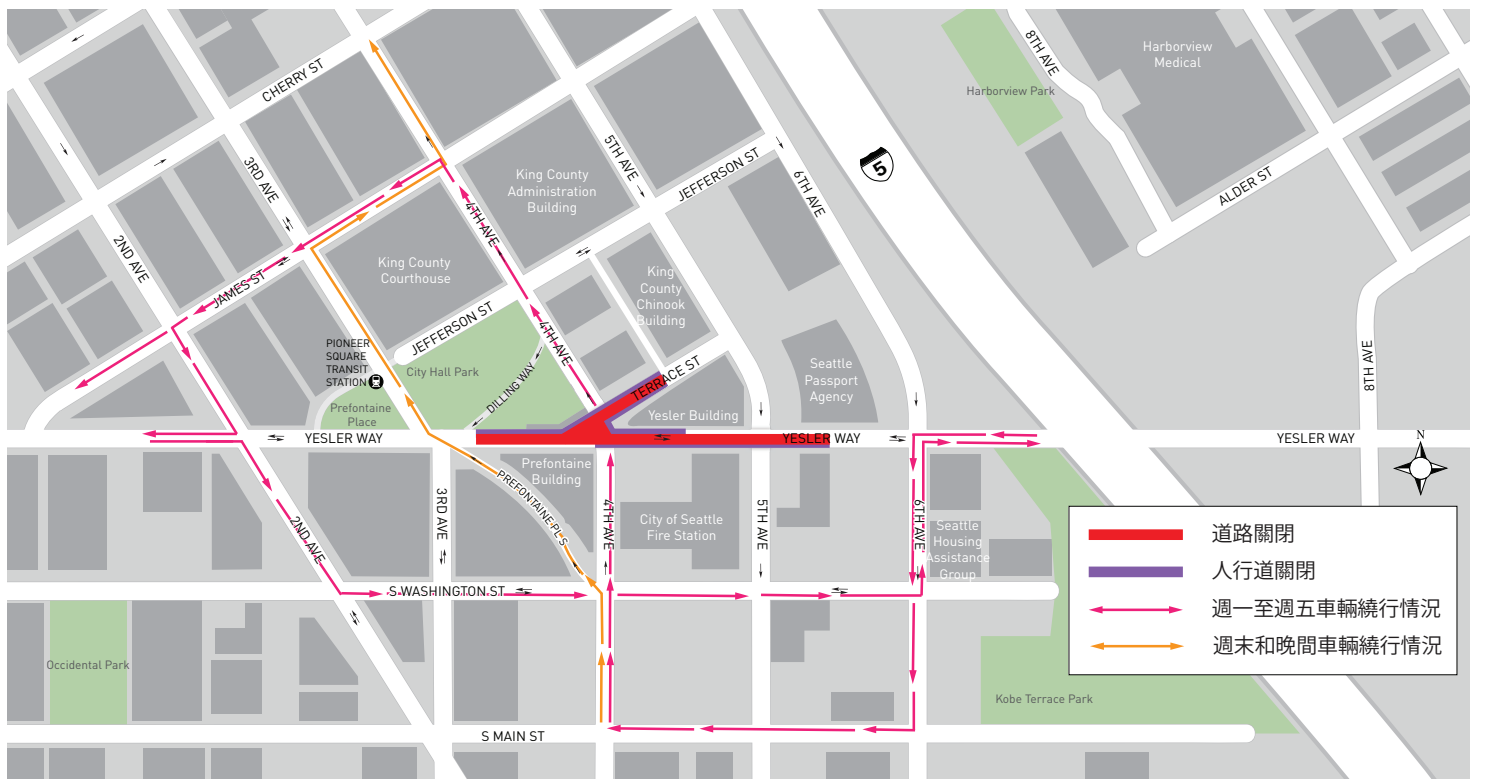 8TH AVE
Harborview
Medical
CHERRY ST
Harborview Park
3RD AVE
5TH AVE
JEFFERSON ST
6TH AVE
5
King County
Administration
Building
ALDER ST
4TH AVE
2ND AVE
King County
Courthouse
King
County
Chinook
Building
JAMES ST
JEFFERSON ST
4TH AVE
PIONEER
SQUARE
TRANSIT
STATION
City Hall Park
DILLING WAY
TERRACE ST
Seattle
Passport
Agency
8TH AVE
Prefontaine
Place
Yesler Building
YESLER WAY
YESLER WAY
YESLER WAY
N
Prefontaine
Building
PREFONTAINE PL S
3RD AVE
4TH AVE
City of Seattle
Fire Station
5TH AVE
6TH AVE
2ND AVE
Seattle
Housing
Assistance
Group
道路關閉
人行道關閉
週一至週五車輛繞行情況
週末和晚間車輛繞行情況
S WASHINGTON ST
Occidental Park
Kobe Terrace Park
S MAIN ST